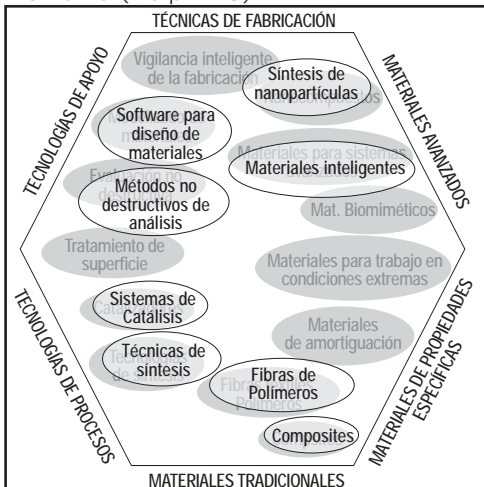 TÉCNICAS DE FABRICACIÓN
TECNOLOGÍAS DE APOYO
MATERIALES AVANZADOS
Vigilancia inteligente
de la fabricación
Síntesis de
nanopartículas
Software para
diseño de
materiales
Materiales para sistemas
Materiales inteligentes
Métodos no
destructivos de
análisis
Mat. Biomiméticos
Tratamiento de
superficie
Materiales para trabajo en
condiciones extremas
Sistemas de
Catálisis
Materiales
de amortiguación
Técnicas de
síntesis
Fibras de
Polímeros
Composites
TECNOLOGÍAS DE PROCESOS
MATERIALES DE PROPIEDADES
ESPECÍFICAS
MATERIALES TRADICIONALES